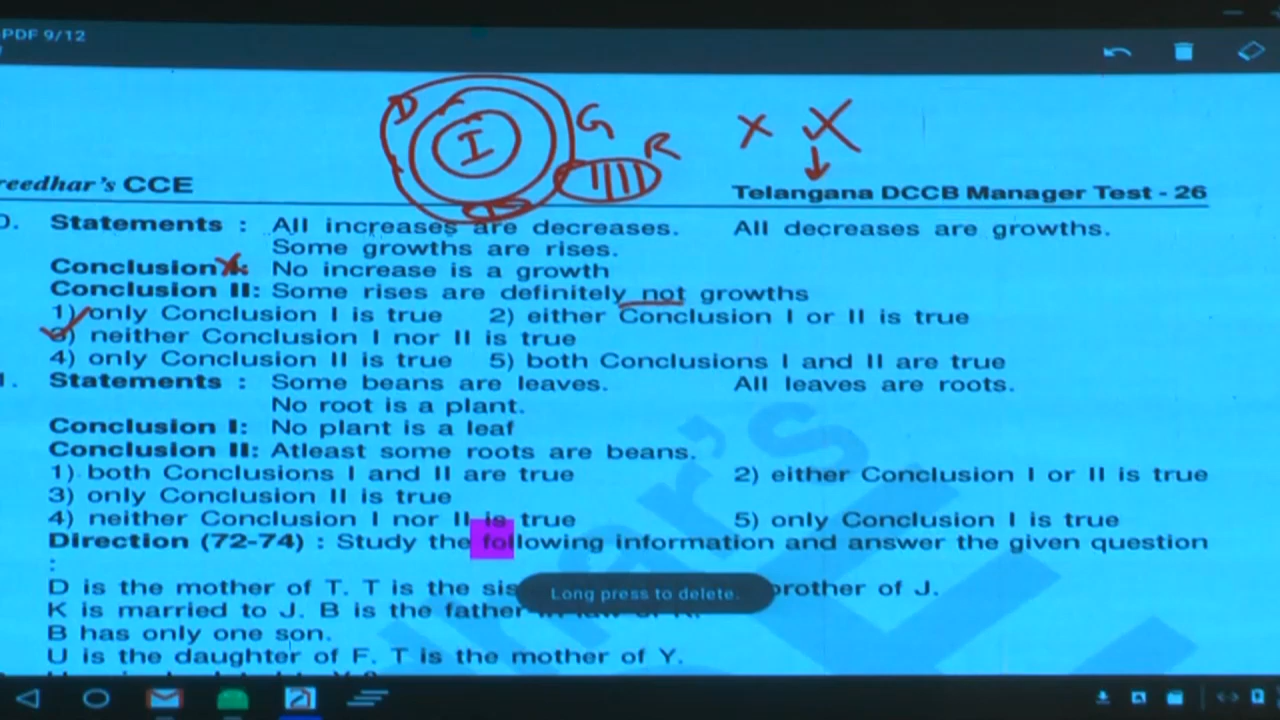 PDF 9/12
D I G R X X
reedhar's CCE Telangana DCCB Manager Test - 26
Statements : All increases are decreases. All decreases are growths.
Some growths are rises.
Conclusion I: No increase is a growth
Conclusion II: Some rises are definitely not growths
1) only Conclusion I is true 2) either Conclusion I or II is true
3) neither Conclusion I nor II is true
4) only Conclusion II is true 5) both Conclusions I and II are true
Statements : Some beans are leaves. All leaves are roots.
No root is a plant.
Conclusion I: No plant is a leaf
Conclusion II: Atleast some roots are beans.
1) both Conclusions I and II are true 2) either Conclusion I or II is true
3) only Conclusion II is true
4) neither Conclusion I nor II is true 5) only Conclusion I is true
Direction (72-74) : Study the following information and answer the given question
:
D is the mother of T. T is the sis Long press to delete. brother of J.
K is married to J. B is the father
B has only one son.
U is the daughter of F. T is the mother of Y.